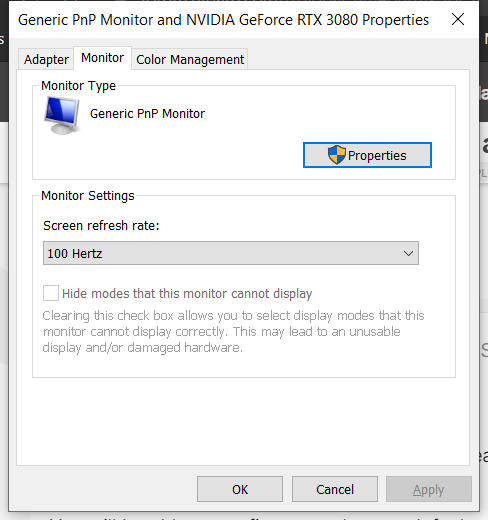 Generic PnP Monitor and NVIDIA GeForce RTX 3080 Properties
Adapter Monitor Color Management
Monitor Type
Generic PnP Monitor
Properties
Monitor Settings
Screen refresh rate:
100 Hertz
Hide modes that this monitor cannot display
Clearing this check box allows you to select display modes that this
monitor cannot display correctly. This may lead to an unusable
display and/or damaged hardware.
OK Cancel Apply